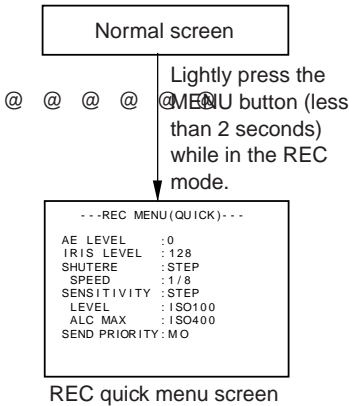 Normal screen
Lightly press the
@ @ @ @ @ @
MENU button (less
than 2 seconds)
while in the REC
mode.
---REC MENU(QUICK)---
AE LEVEL :0
IRIS LEVEL :128
SHUTERE :STEP
SPEED :1/8
SENSITIVITY :STEP
LEVEL :ISO100
ALC MAX :ISO400
SEND PRIORITY:MO
REC quick menu screen